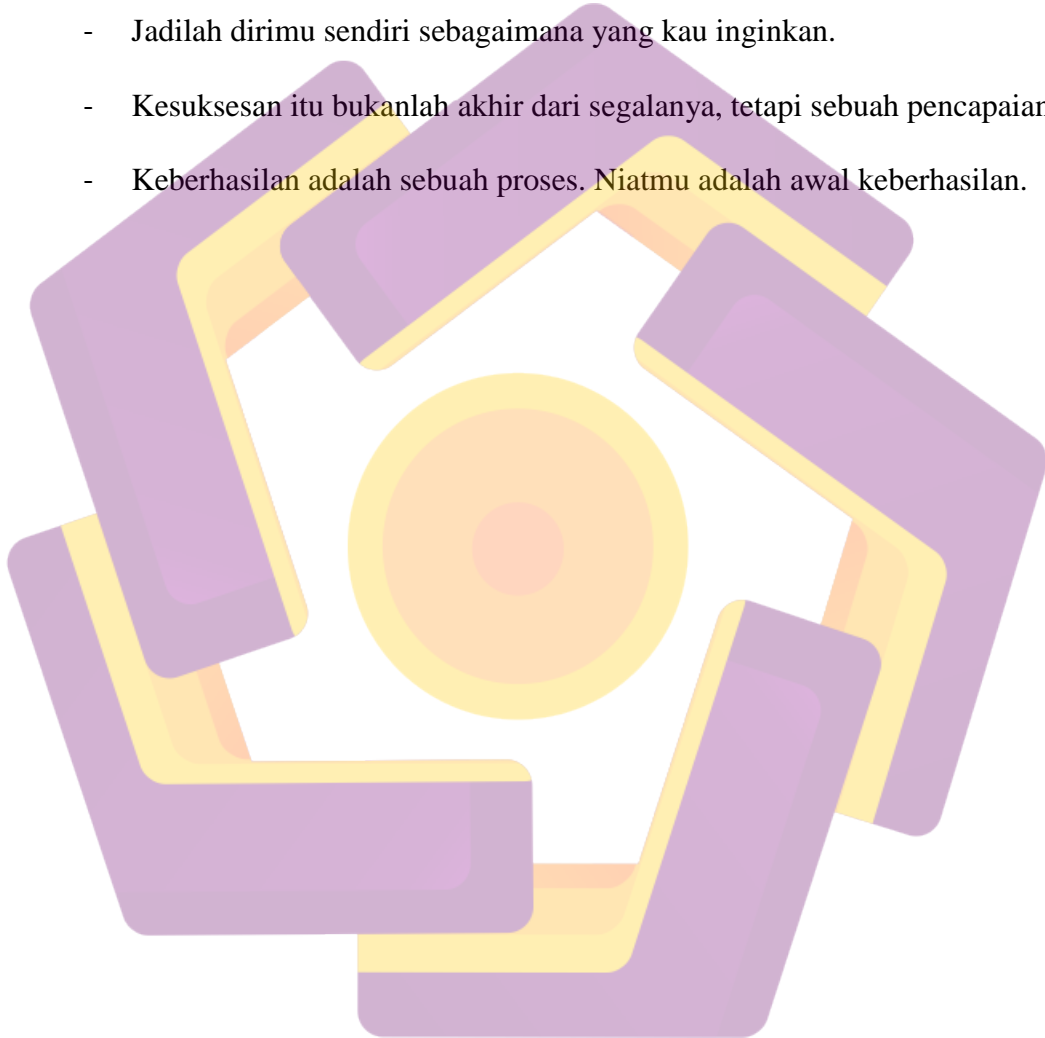 - Jadilah dirimu sendiri sebagaimana yang kau inginkan.
- Kesuksesan itu bukanlah akhir dari segalanya, tetapi sebuah pencapaian
- Keberhasilan adalah sebuah proses. Niatmu adalah awal keberhasilan.